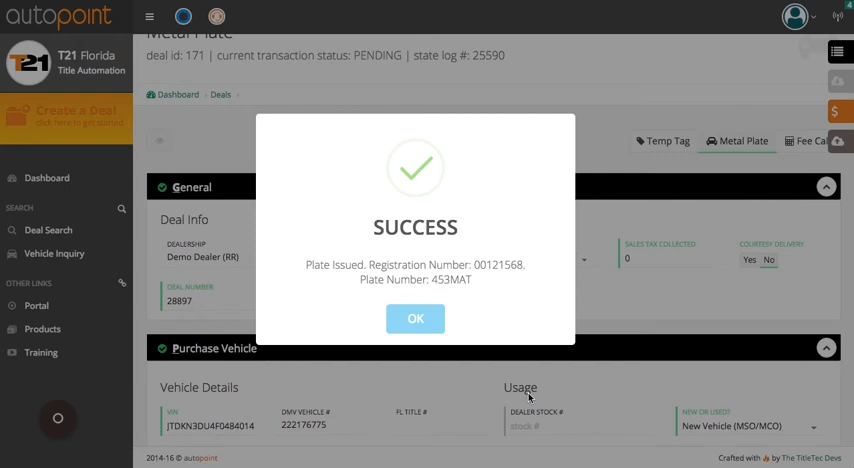 autopoint
4
T21
T21 Florida
Title Automation
Create a Deal
click here to get started
Dashboard
SEARCH
Deal Search
Vehicle Inquiry
OTHER LINKS
Portal
Products
Training
Metal Plate
deal id: 171 | current transaction status: PENDING | state log #: 25590
Dashboard › Deals ›
Temp Tag Metal Plate Fee Cal
$
General
Deal Info
DEALERSHIP
Demo Dealer (RR)
SALES TAX COLLECTED
0
COURTESY DELIVERY
Yes No
DEAL NUMBER
28897
SUCCESS
Plate Issued. Registration Number: 00121568.
Plate Number: 453MAT
OK
Purchase Vehicle
Vehicle Details
Usage
VIN
JTDKN3DU4F0484014
DMV VEHICLE #
222176775
FL TITLE #
DEALER STOCK #
stock #
NEW OR USED?
New Vehicle (MSO/MCO)
2014-16 © autopoint
Crafted with by The TitleTec Devs